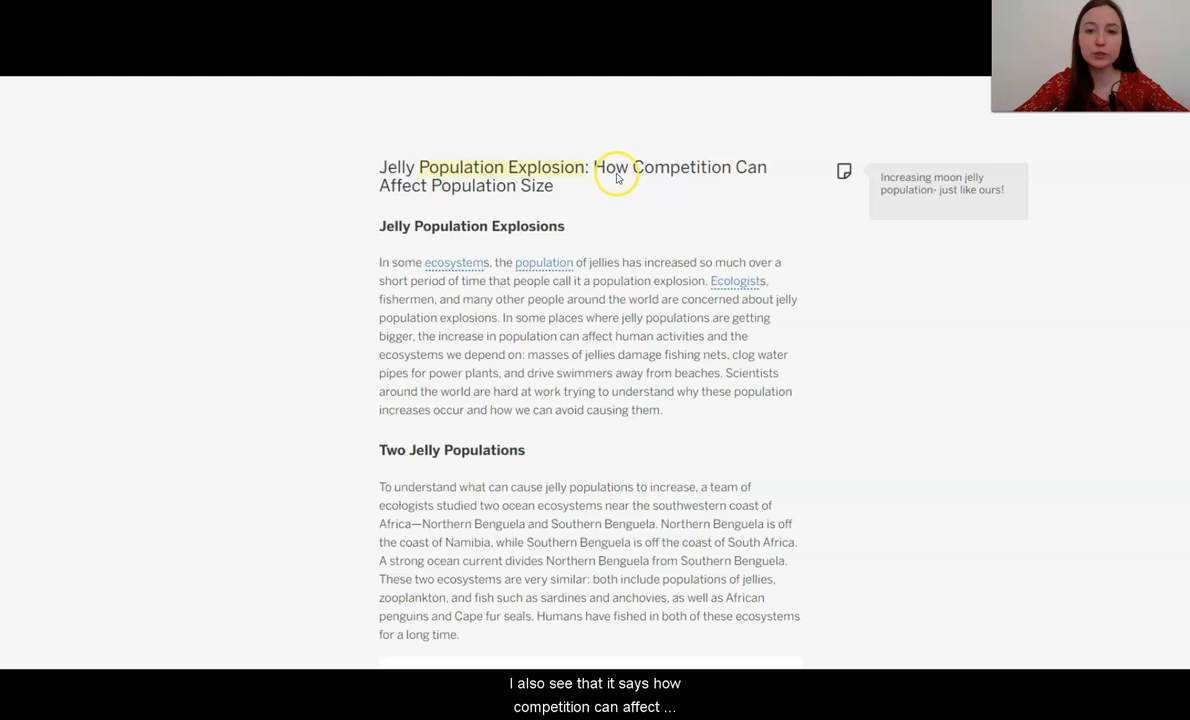 Jelly Population Explosion: How Competition Can
Affect Population Size
Increasing moon jelly
population- just like ours!
Jelly Population Explosions
In some ecosystems, the population of jellies has increased so much over a
short period of time that people call it a population explosion. Ecologists,
fishermen, and many other people around the world are concerned about jelly
population explosions. In some places where jelly populations are getting
bigger, the increase in population can affect human activities and the
ecosystems we depend on: masses of jellies damage fishing nets, clog water
pipes for power plants, and drive swimmers away from beaches. Scientists
around the world are hard at work trying to understand why these population
increases occur and how we can avoid causing them.
Two Jelly Populations
To understand what can cause jelly populations to increase, a team of
ecologists studied two ocean ecosystems near the southwestern coast of
Africa—Northern Benguela and Southern Benguela. Northern Benguela is off
the coast of Namibia, while Southern Benguela is off the coast of South Africa.
A strong ocean current divides Northern Benguela from Southern Benguela.
These two ecosystems are very similar: both include populations of jellies,
zooplankton, and fish such as sardines and anchovies, as well as African
penguins and Cape fur seals. Humans have fished in both of these ecosystems
for a long time.
I also see that it says how
competition can affect ...